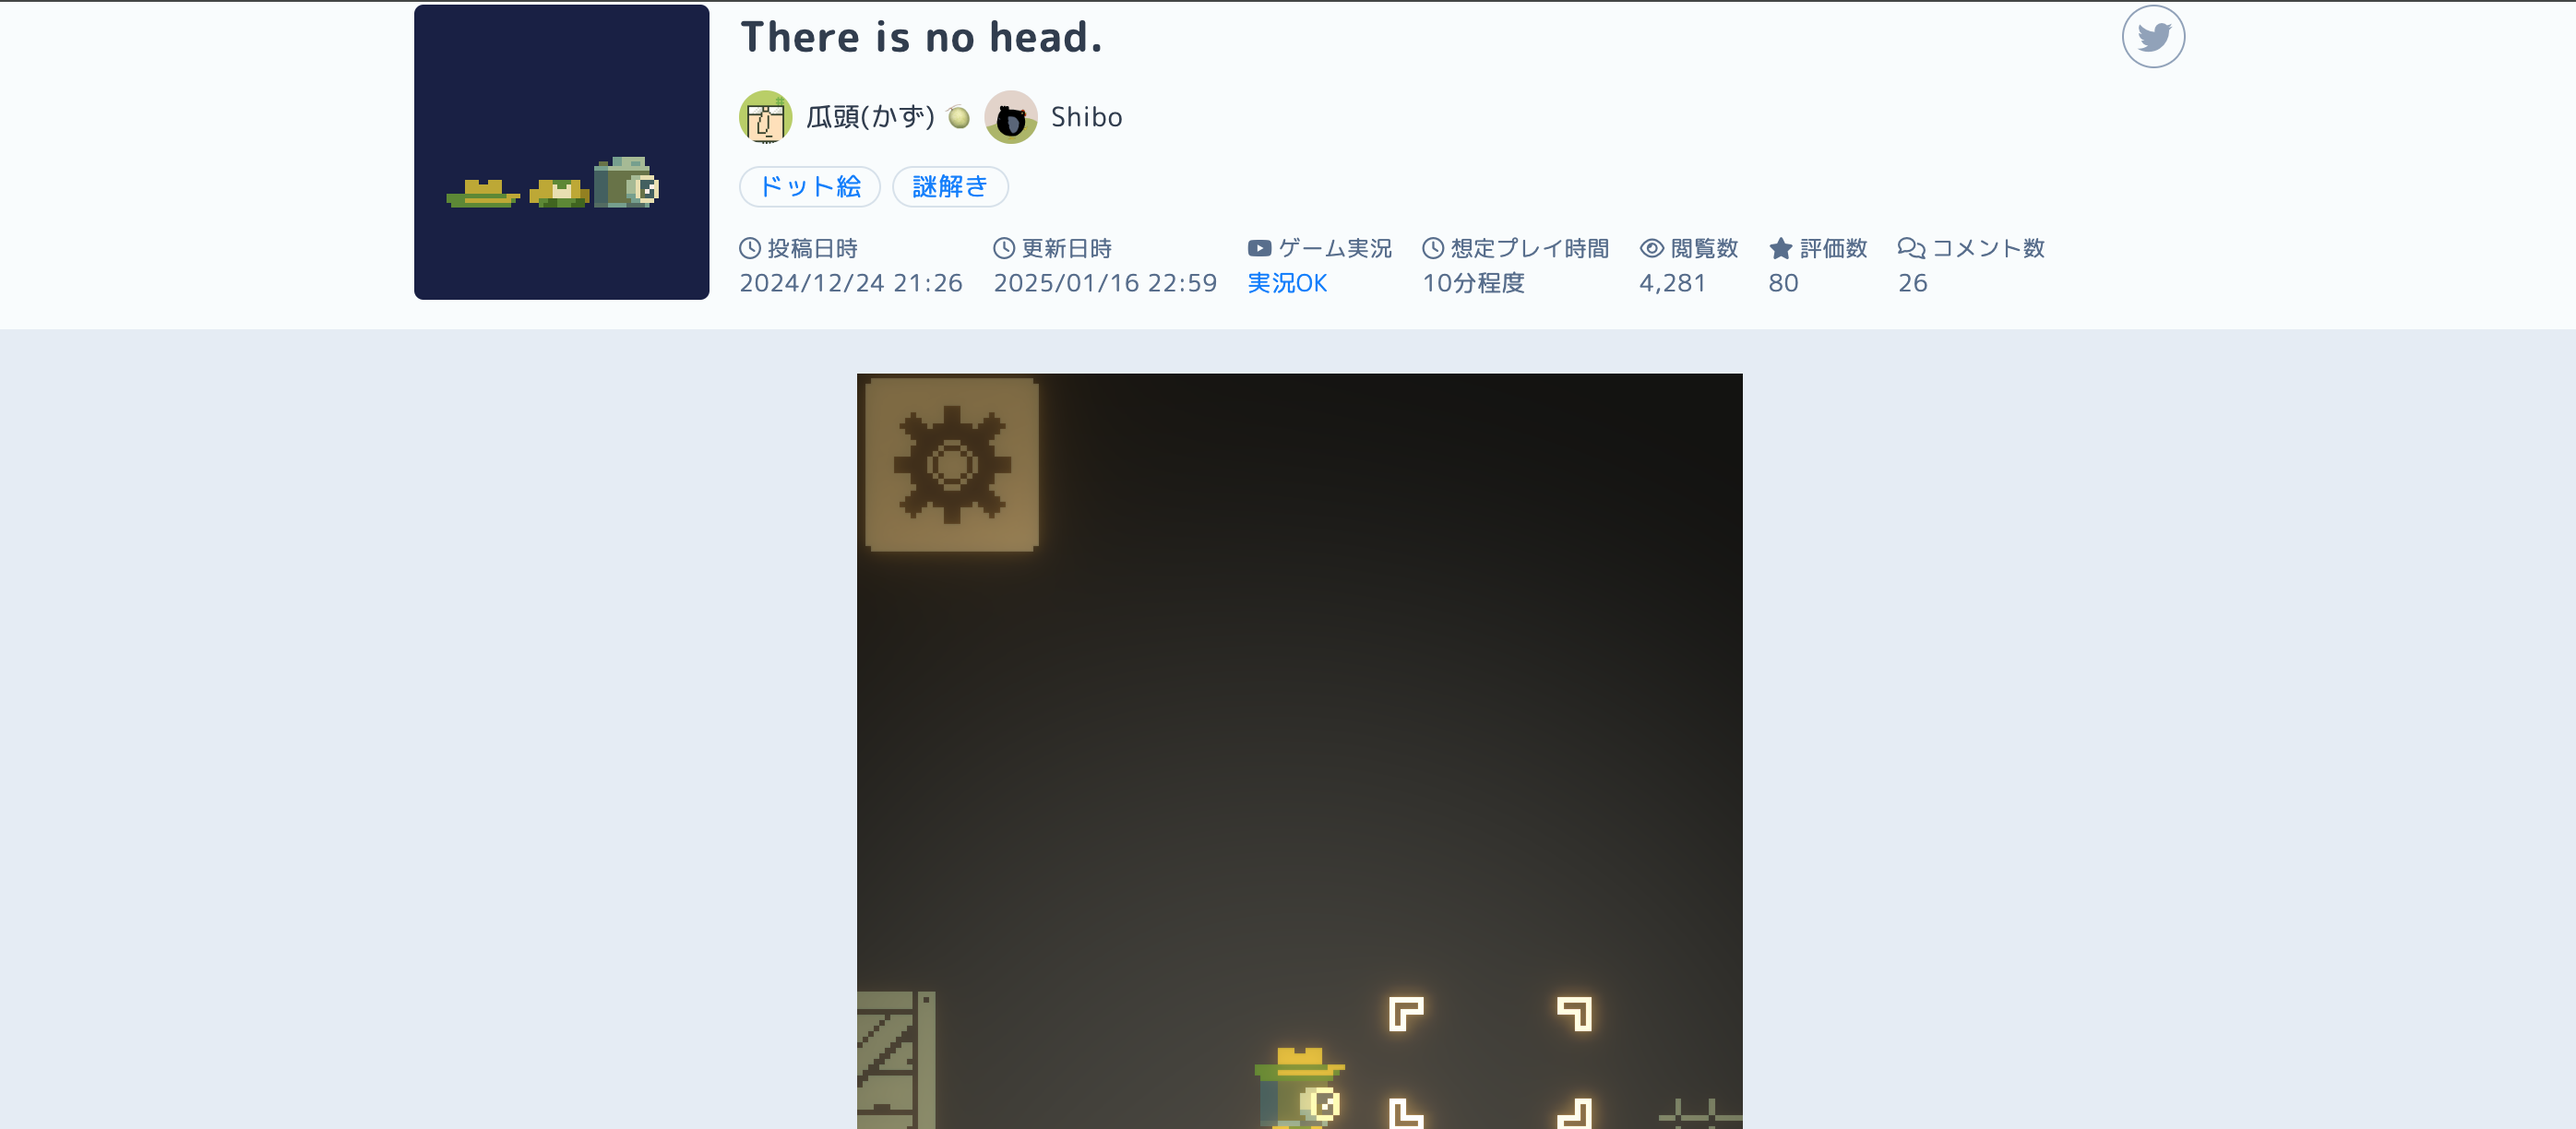 There is no head.
瓜頭(かず) Shibo
ドット絵 謎解き
投稿日時 更新日時 ゲーム実況 想定プレイ時間 閲覧数 評価数 コメント数
2024/12/24 21:26 2025/01/16 22:59 実況OK 10分程度 4,281 80 26